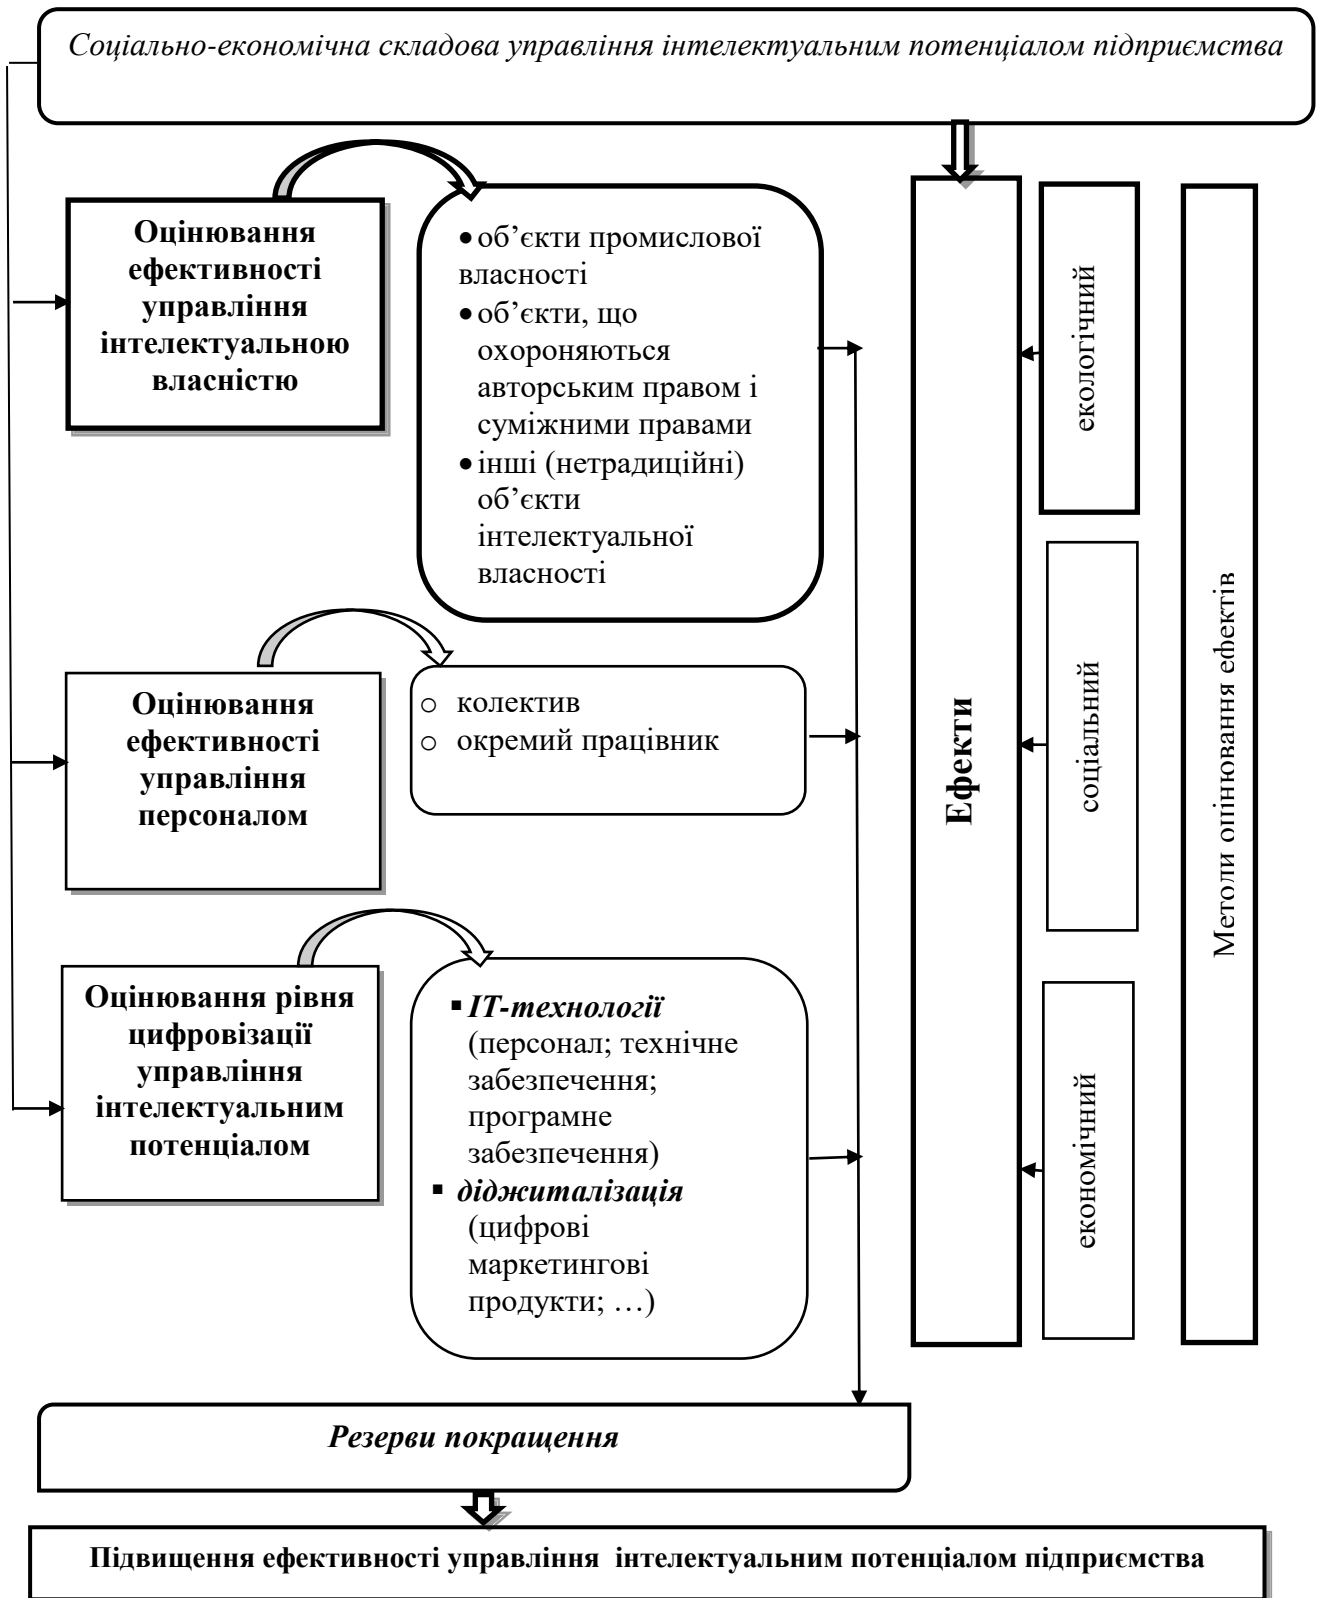 Соціально-економічна складова управління інтелектуальним потенціалом підприємства
Оцінювання
ефективності
управління
інтелектуальною
власністю
• об’єкти промислової
власності
• об’єкти, що
охороняються
авторським правом і
суміжними правами
• інші (нетрадиційні)
об’єкти
інтелектуальної
власності
Оцінювання
ефективності
управління
персоналом
o колектив
o окремий працівник
Оцінювання рівня
цифровізації
управління
інтелектуальним
потенціалом
▪ ІТ-технології
(персонал; технічне
забезпечення;
програмне
забезпечення)
▪ діджиталізація
(цифрові
маркетингові
продукти; …)
Ефекти
екологічний
соціальний
економічний
Методи оцінювання ефектів
Резерви покращення
Підвищення ефективності управління інтелектуальним потенціалом підприємства